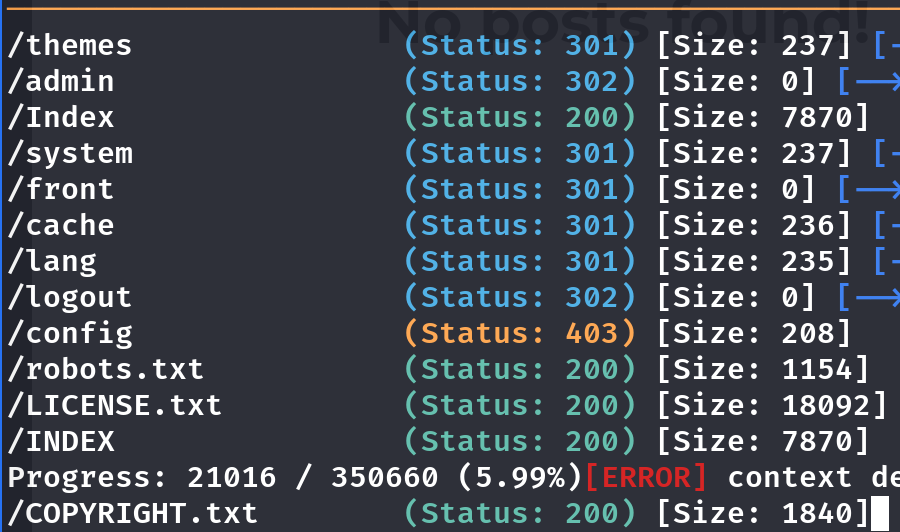 No posts found!
/themes (Status: 301) [Size: 237] [-
/admin (Status: 302) [Size: 0] [-->
/Index (Status: 200) [Size: 7870]
/system (Status: 301) [Size: 237] [-
/front (Status: 301) [Size: 0] [-->
/cache (Status: 301) [Size: 236] [-
/lang (Status: 301) [Size: 235] [-
/logout (Status: 302) [Size: 0] [-->
/config (Status: 403) [Size: 208]
/robots.txt (Status: 200) [Size: 1154]
/LICENSE.txt (Status: 200) [Size: 18092]
/INDEX (Status: 200) [Size: 7870]
Progress: 21016 / 350660 (5.99%)[ERROR] context de
/COPYRIGHT.txt (Status: 200) [Size: 1840]